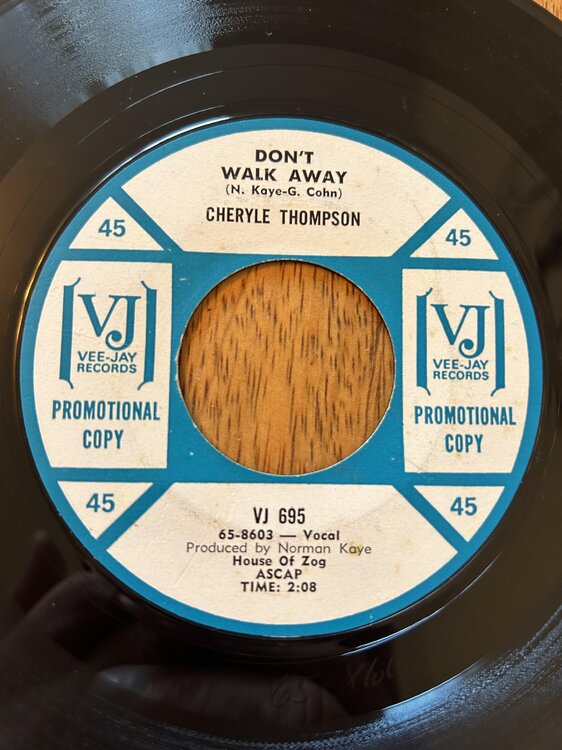 DON'T
WALK AWAY
(N. Kaye-G. Cohn)
CHERYLE THOMPSON
45
45
VJ
VEE-JAY
RECORDS
PROMOTIONAL
COPY
VJ
VEE-JAY
RECORDS
PROMOTIONAL
COPY
45
45
VJ 695
65-8603 — Vocal
Produced by Norman Kaye
House Of Zog
ASCAP
TIME: 2:08